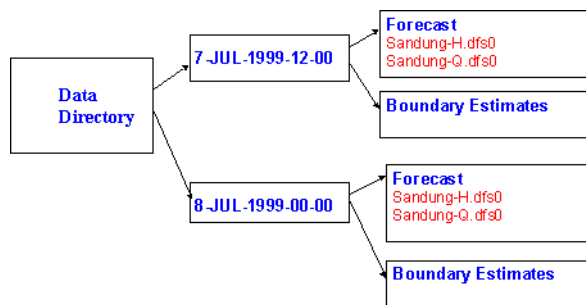 Data
Directory
7-JUL-1999-12-00
Forecast
Sandung-H.dfs0
Sandung-Q.dfs0
Boundary Estimates
8-JUL-1999-00-00
Forecast
Sandung-H.dfs0
Sandung-Q.dfs0
Boundary Estimates